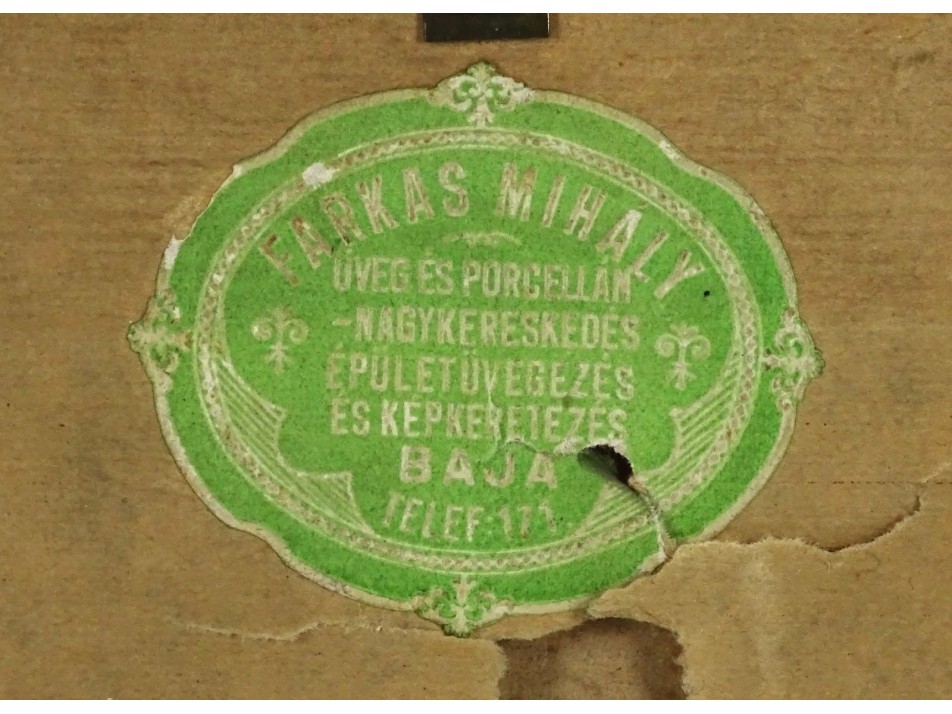 FARKAS MIHÁLY
ÜVEG ÉS PORCELLÁN
-NAGYKERESKEDÉS
ÉPÜLETÜVEGEZÉS
ÉS KÉPKERETEZÉS
BAJA
TELEF. 171.